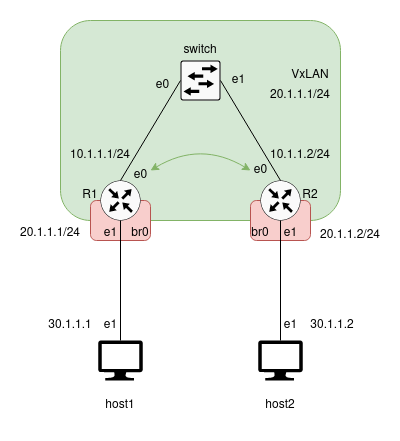 switch
e0
e1
VxLAN
20.1.1.1/24
10.1.1.1/24
10.1.1.2/24
e0
e0
R1
R2
20.1.1.1/24
e1
br0
br0
e1
20.1.1.2/24
30.1.1.1
e1
e1
30.1.1.2
host1
host2